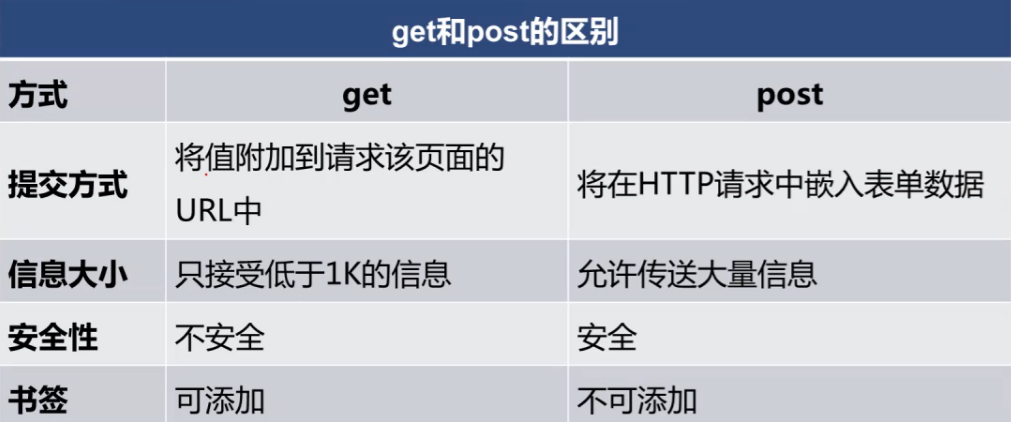 get和post的区别
方式 get post
提交方式 将值附加到请求该页面的
URL中 将在HTTP请求中嵌入表单数据
信息大小 只接受低于1K的信息 允许传送大量信息
安全性 不安全 安全
书签 可添加 不可添加